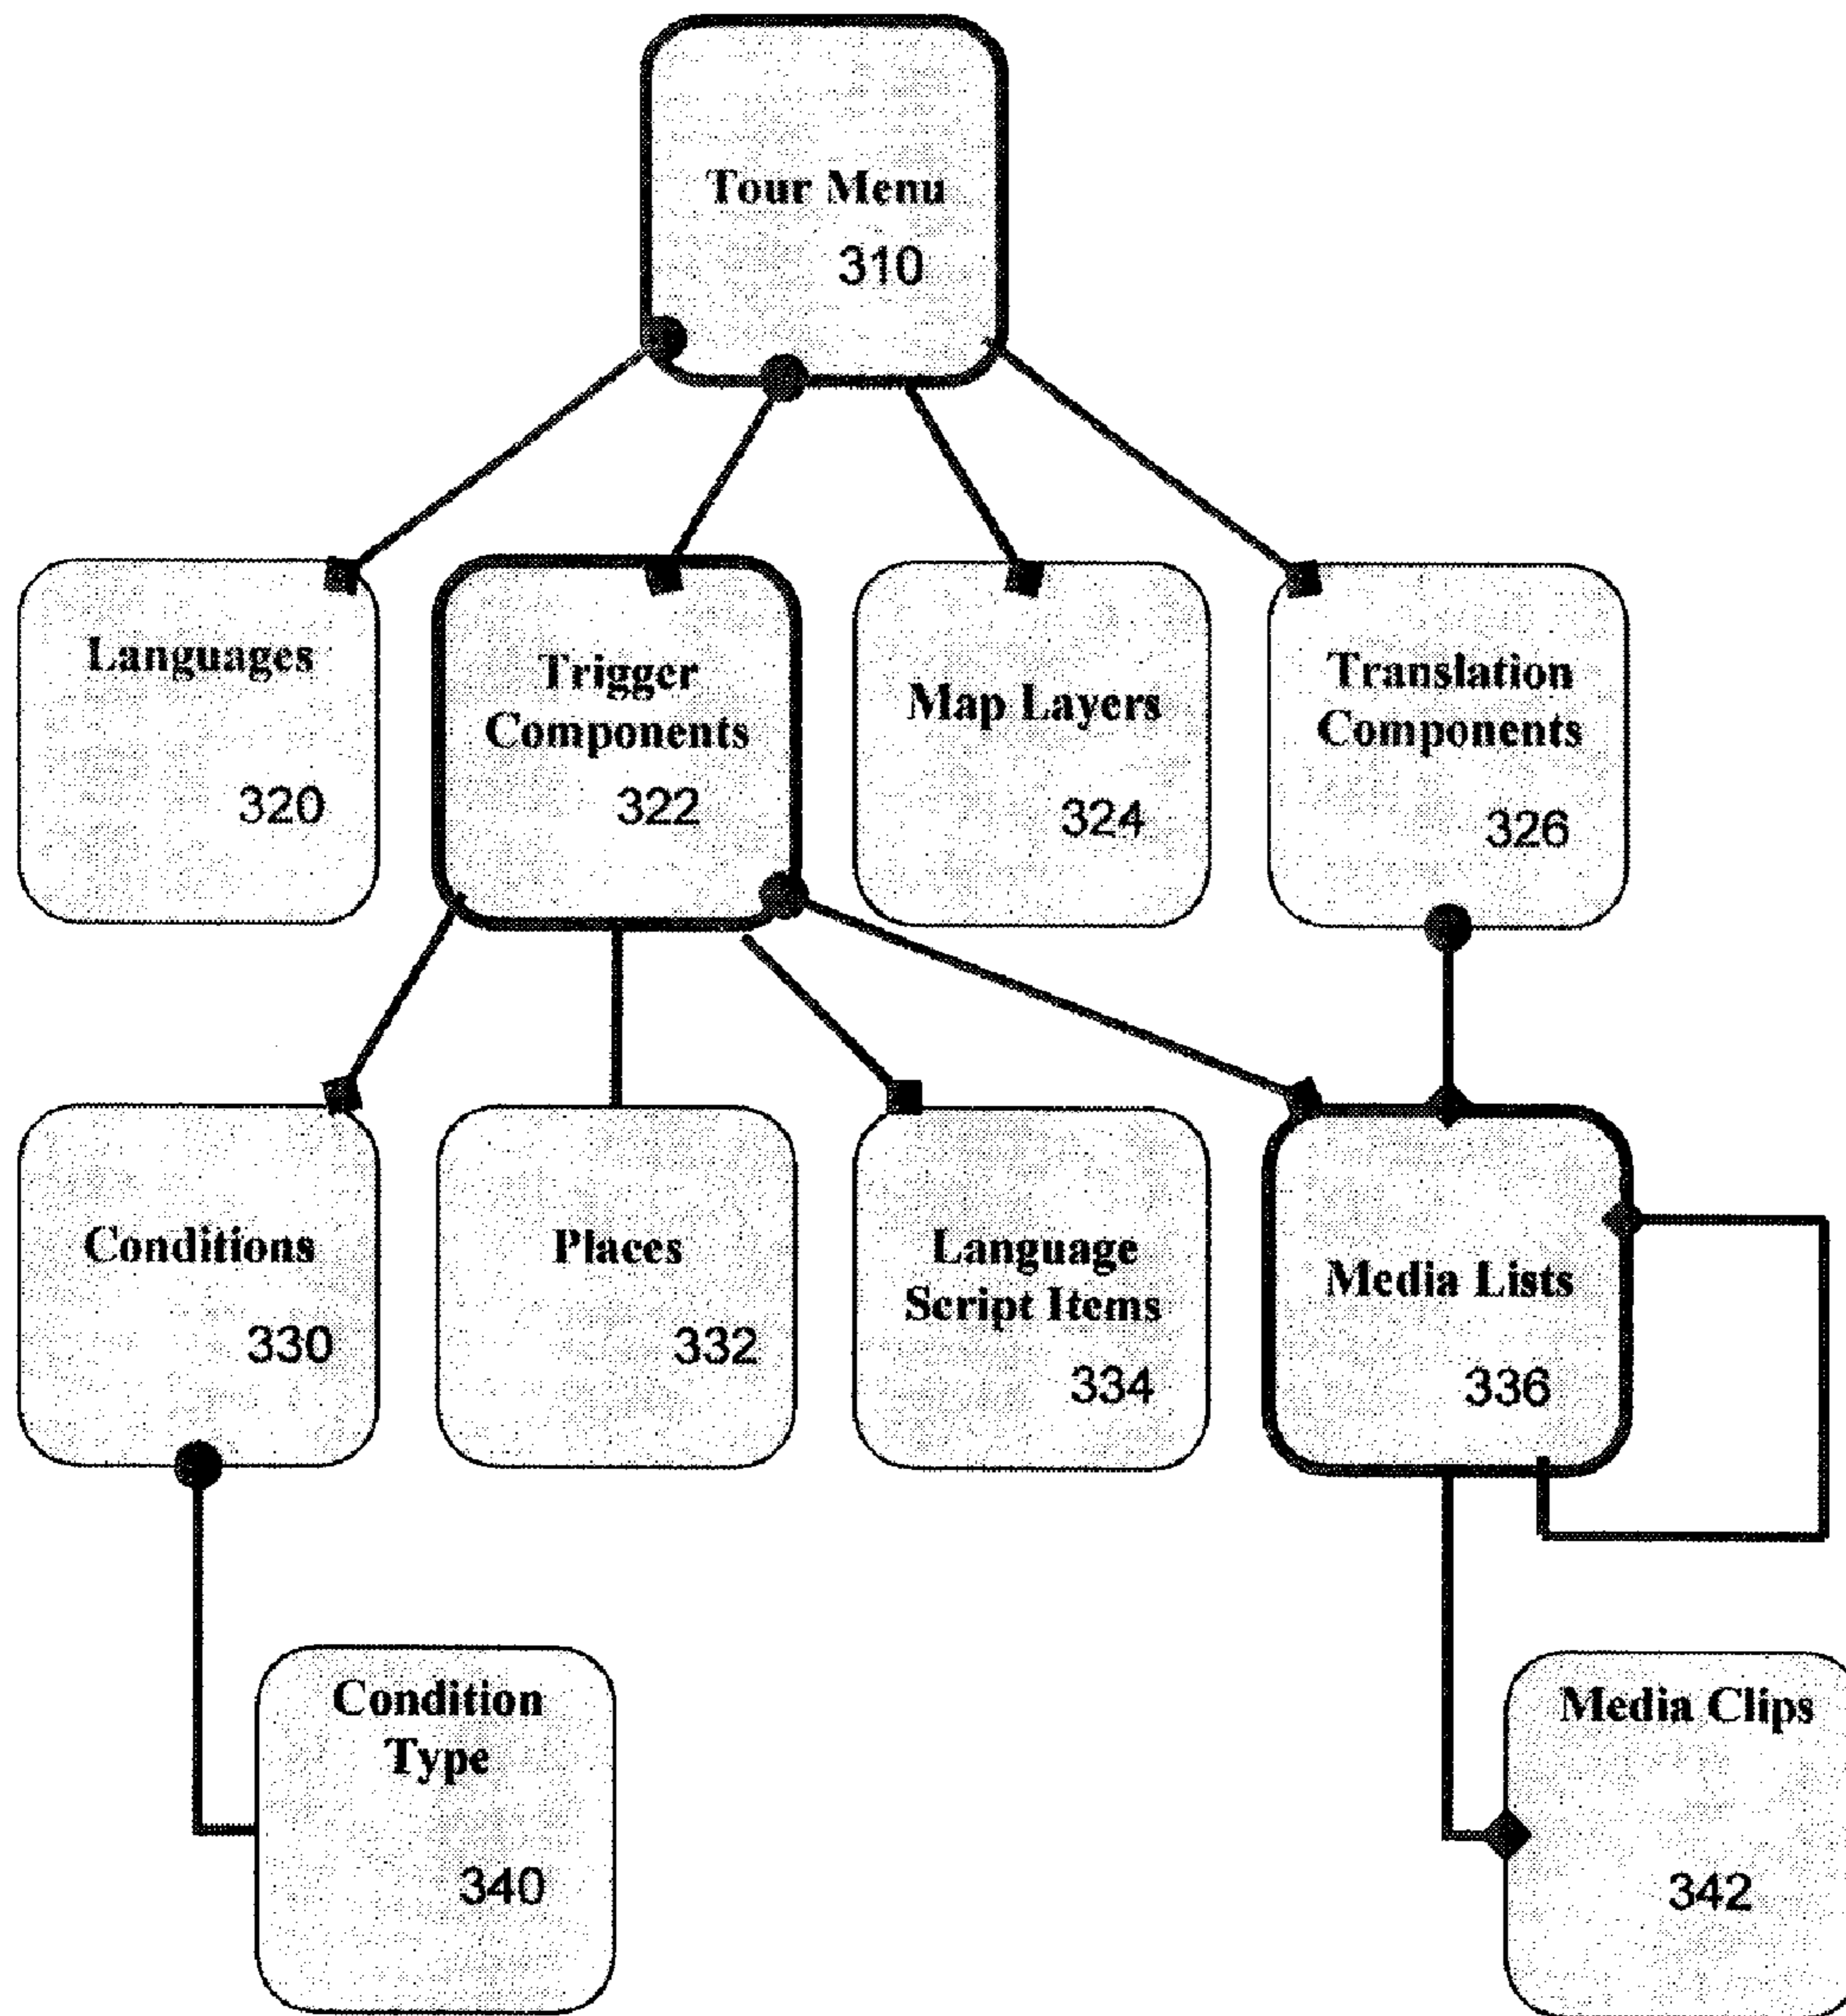 Tour Menu
310
Languages
320
Trigger
Components
322
Map Layers
324
Translation
Components
326
Conditions
330
Places
332
Language
Script Items
334
Media Lists
336
Condition
Type
340
Media Clips
342